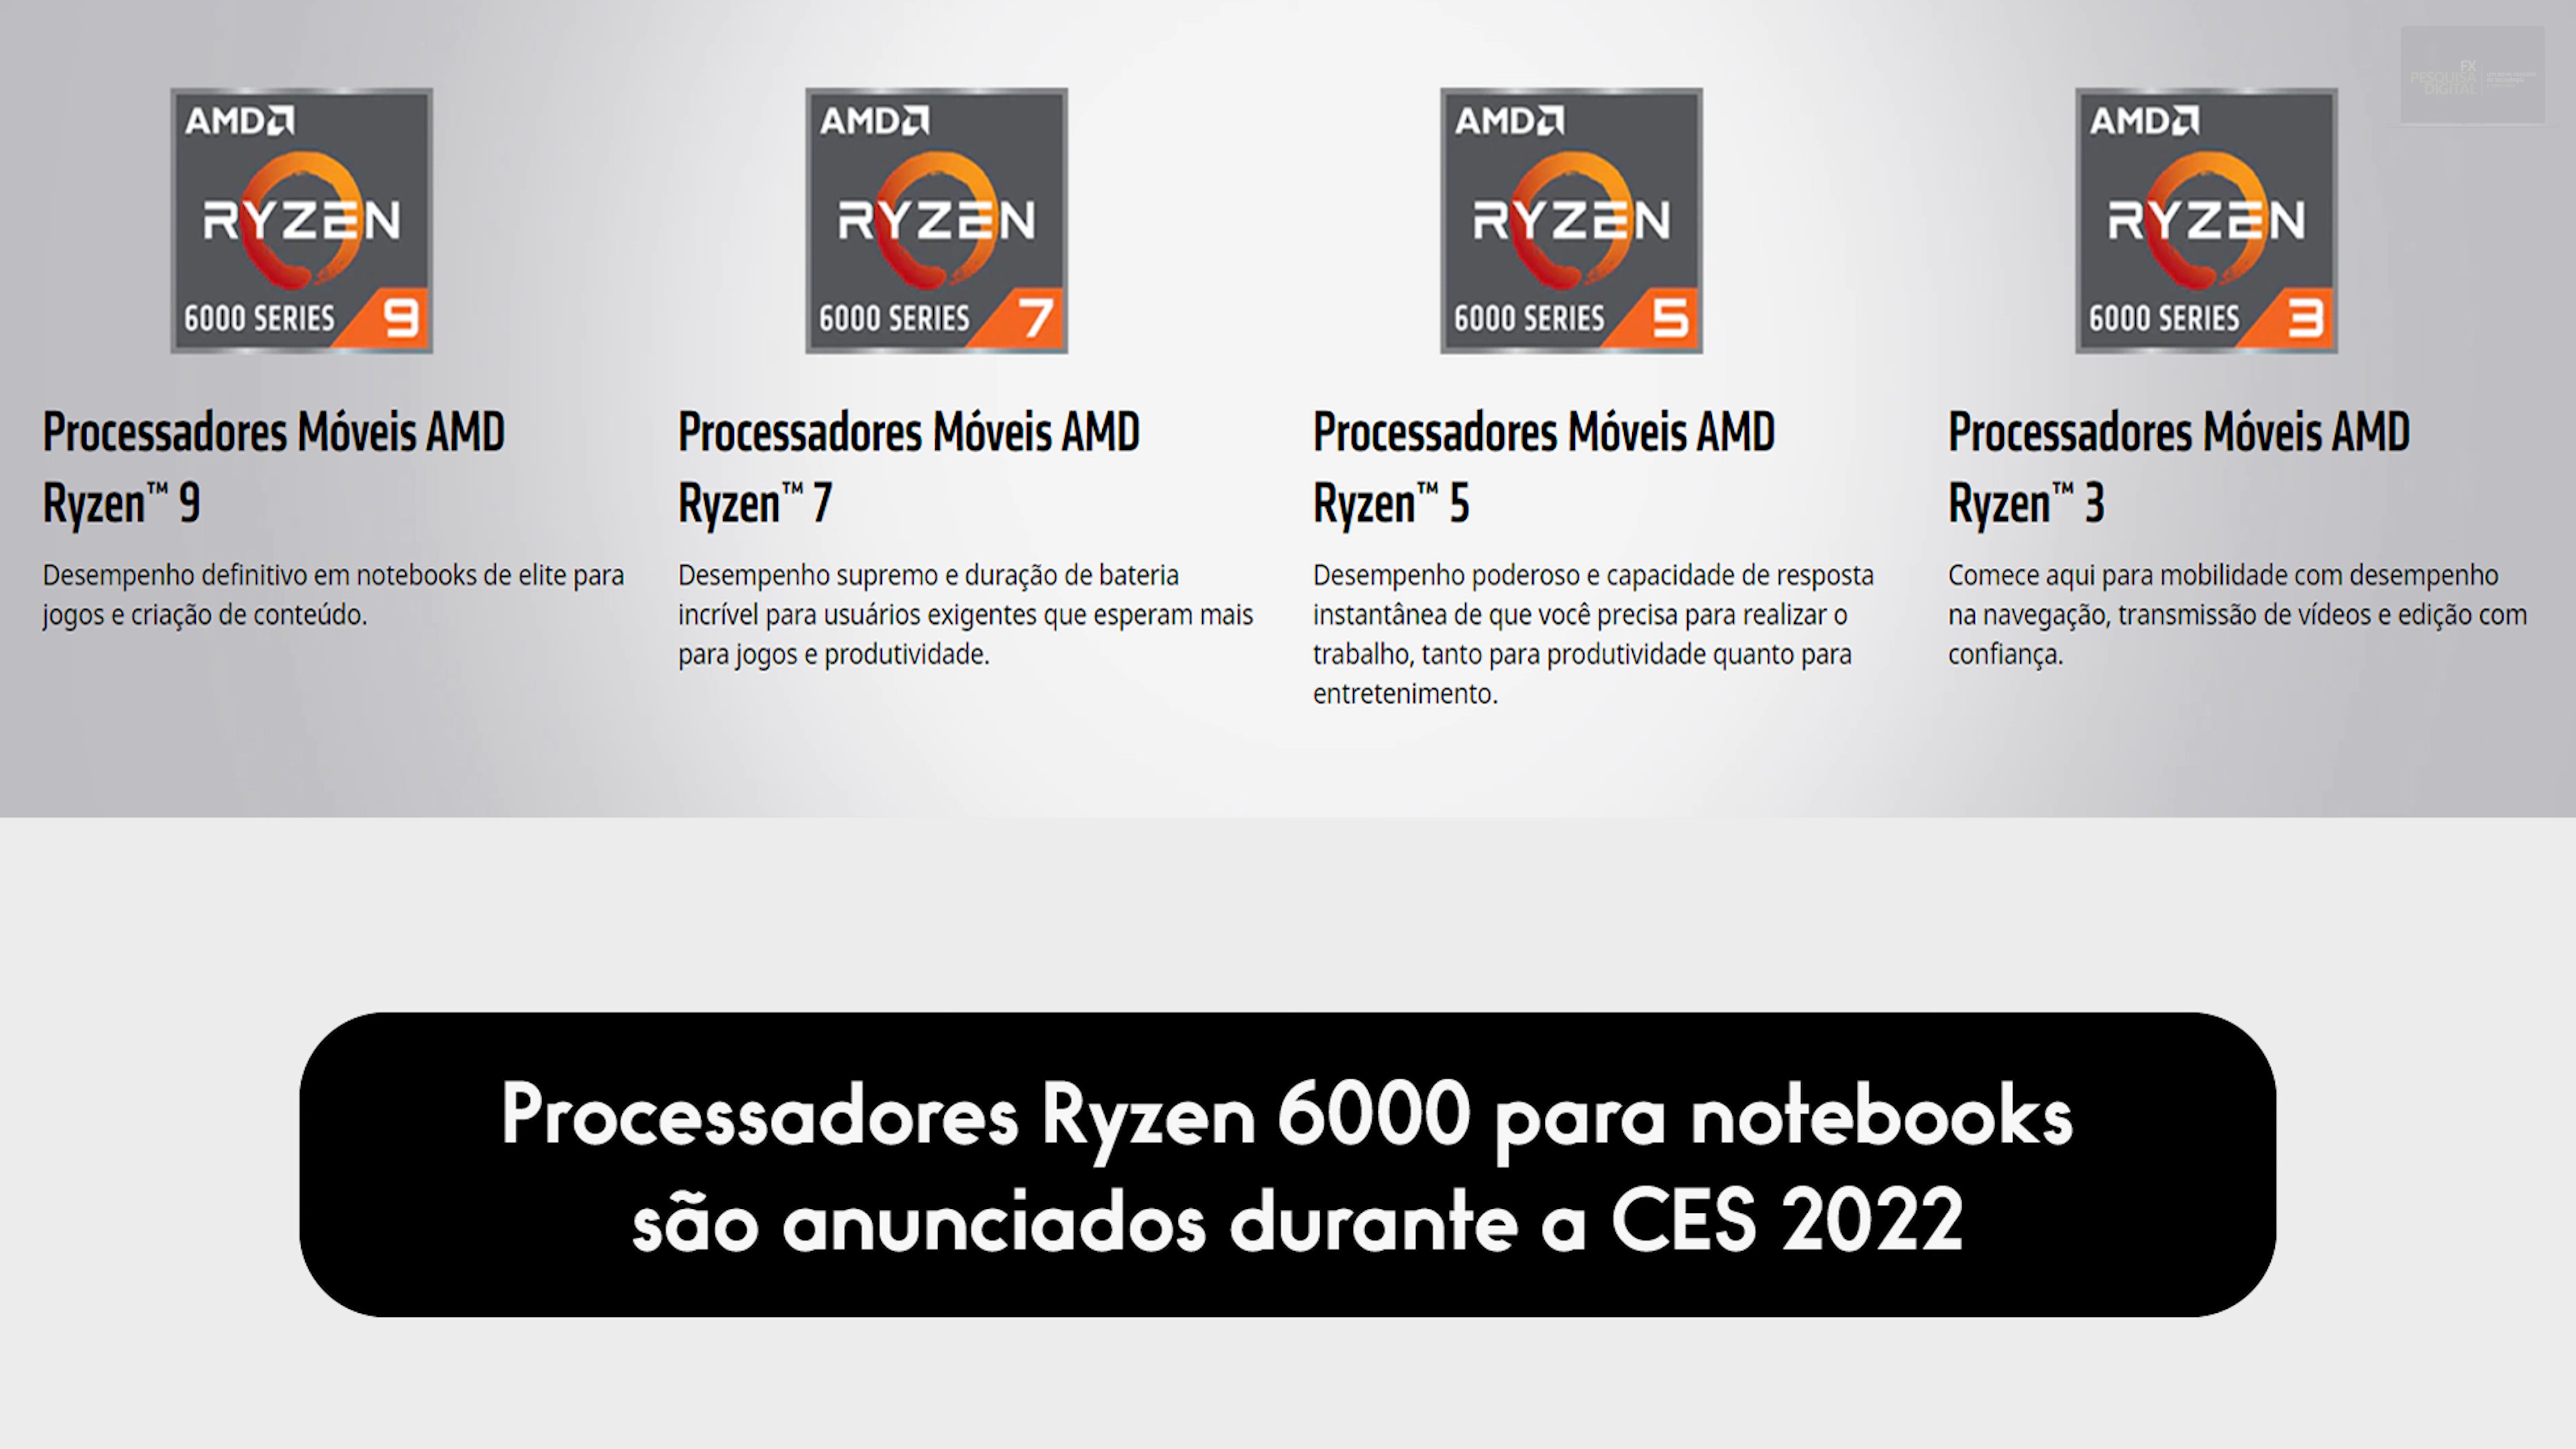 AMD
RYZEN
6000 SERIES 9
Processadores Móveis AMD
Ryzen™ 9
Desempenho definitivo em notebooks de elite para
jogos e criação de conteúdo.
AMD
RYZEN
6000 SERIES 7
Processadores Móveis AMD
Ryzen™ 7
Desempenho supremo e duração de bateria
incrível para usuários exigentes que esperam mais
para jogos e produtividade.
AMD
RYZEN
6000 SERIES 5
Processadores Móveis AMD
Ryzen™ 5
Desempenho poderoso e capacidade de resposta
instantânea de que você precisa para realizar o
trabalho, tanto para produtividade quanto para
entretenimento.
AMD
RYZEN
6000 SERIES 3
Processadores Móveis AMD
Ryzen™ 3
Comece aqui para mobilidade com desempenho
na navegação, transmissão de vídeos e edição com
confiança.
FX
PESQUISA
DIGITAL
Processadores Ryzen 6000 para notebooks
são anunciados durante a CES 2022